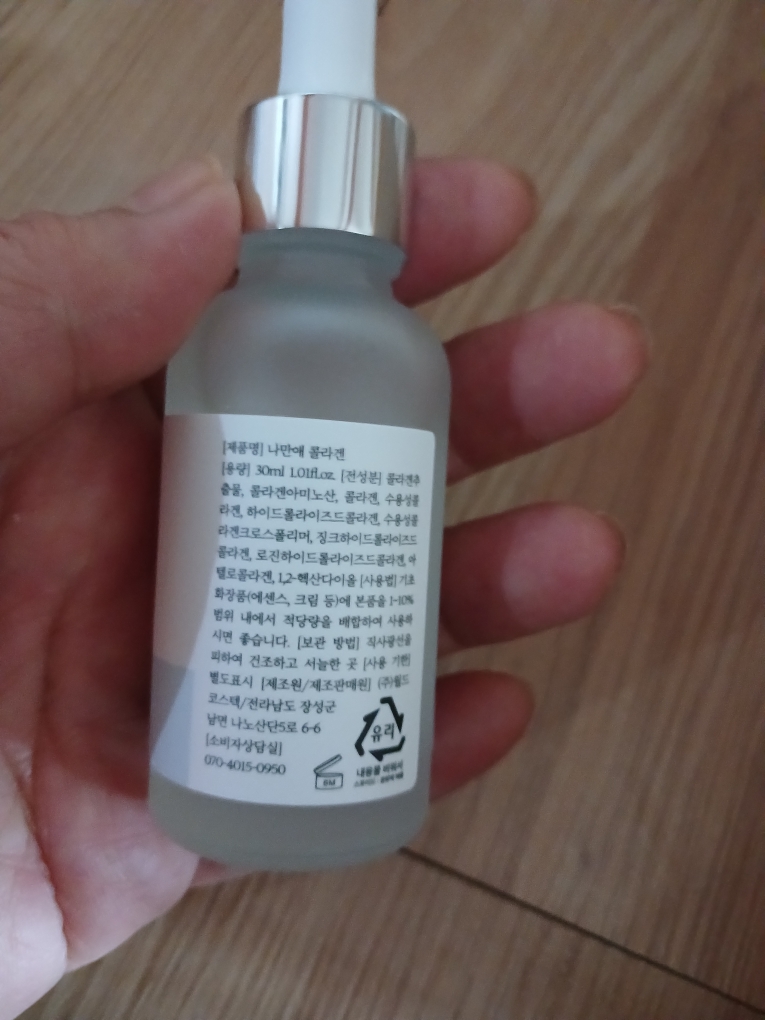 [제품명] 나만애 콜라겐
[용량] 30ml 1.01fl.oz. [전성분] 콜라겐추
출물, 콜라겐아미노산, 콜라겐, 수용성콜
라겐, 하이드롤라이즈드콜라겐, 수용성콜
라겐크로스폴리머, 징크하이드롤라이즈드
콜라겐, 로진하이드롤라이즈드콜라겐, 아
텔로콜라겐, 1,2-헥산다이올 [사용법] 기초
화장품(에센스, 크림 등)에 본품을 1-10%
범위 내에서 적당량을 배합하여 사용하
시면 좋습니다. [보관 방법] 직사광선을
피하여 건조하고 서늘한 곳 [사용 기한]
별도표시 [제조원/제조판매원] (주)월드
코스텍/전라남도 장성군
남면 나노산단5로 6-6
[소비자상담실]
070-4015-0950
유리
내용물 비워서